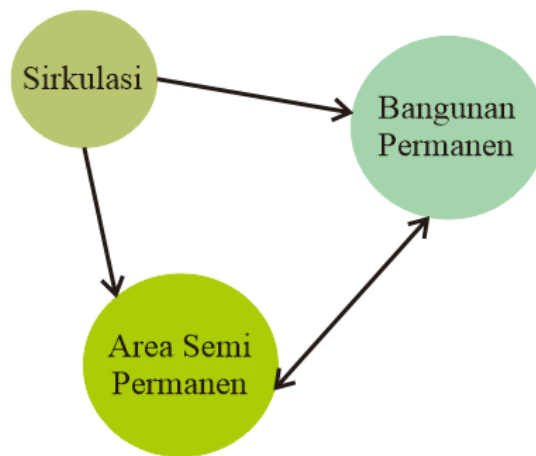 Sirkulasi
Bangunan
Permanen
Area Semi
Permanen